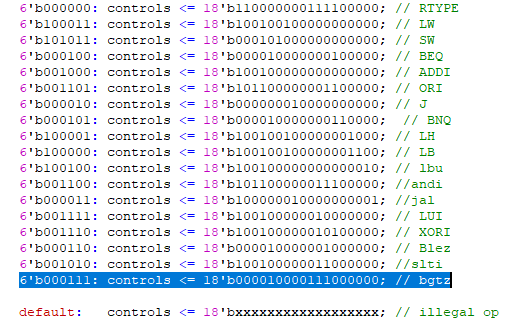 6'b000000: controls <= 18'b110000000111100000; // RTYPE
6'b100011: controls <= 18'b100100100000000000; // LW
6'b101011: controls <= 18'b000101000000000000; // SW
6'b000100: controls <= 18'b000010000000100000; // BEQ
6'b001000: controls <= 18'b100100000000000000; // ADDI
6'b001101: controls <= 18'b101100000001100000; // ORI
6'b000010: controls <= 18'b000000010000000000; // J
6'b000101: controls <= 18'b000010000000110000; // BNQ
6'b100001: controls <= 18'b100100100000001000; // LH
6'b100000: controls <= 18'b100100100000001100; // LB
6'b100100: controls <= 18'b100100000000000010; // lbu
6'b001100: controls <= 18'b101100000011100000; //andi
6'b000011: controls <= 18'b100000010000000001; //jal
6'b001111: controls <= 18'b100100000010000000; // LUI
6'b001110: controls <= 18'b100100000010100000; // XORI
6'b000110: controls <= 18'b000010000001000000; // Blez
6'b001010: controls <= 18'b100100000011000000; //slti
6'b000111: controls <= 18'b000010000111000000; // bgtz
default: controls <= 18'bxxxxxxxxxxxxxxxxxx; // illegal op